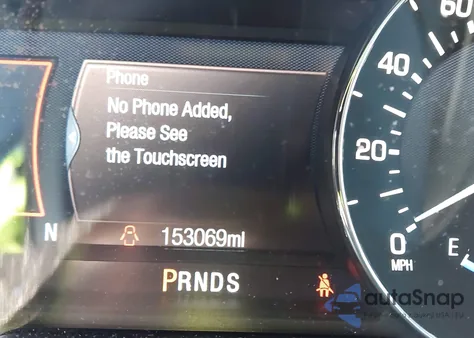 Phone
No Phone Added,
Please See
the Touchscreen
N
153069mi
PRNDS
60
40
20
0
MPH
E
autoSnap